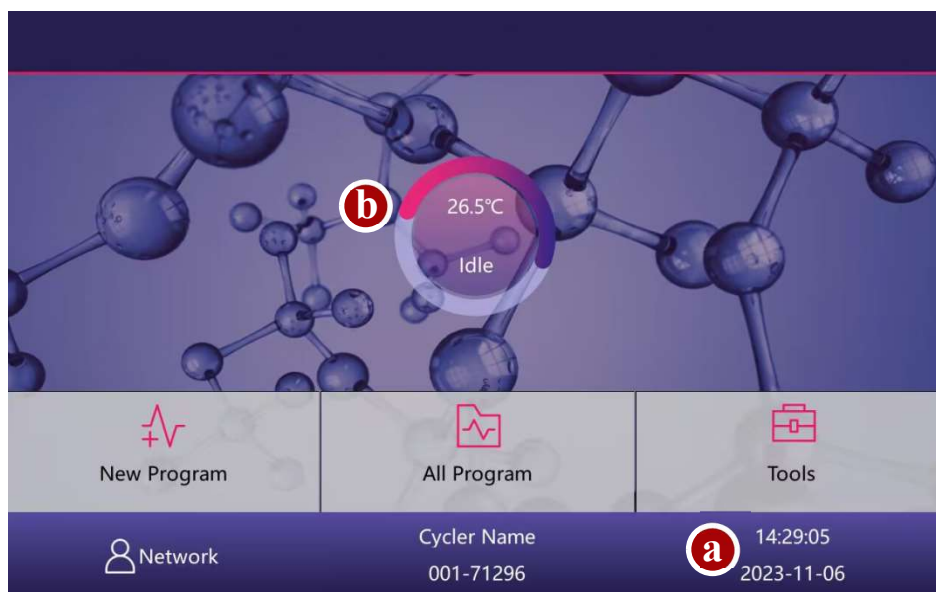 b
26.5℃
Idle
New Program
All Program
Tools
Network
Cycler Name
001-71296
a
14:29:05
2023-11-06